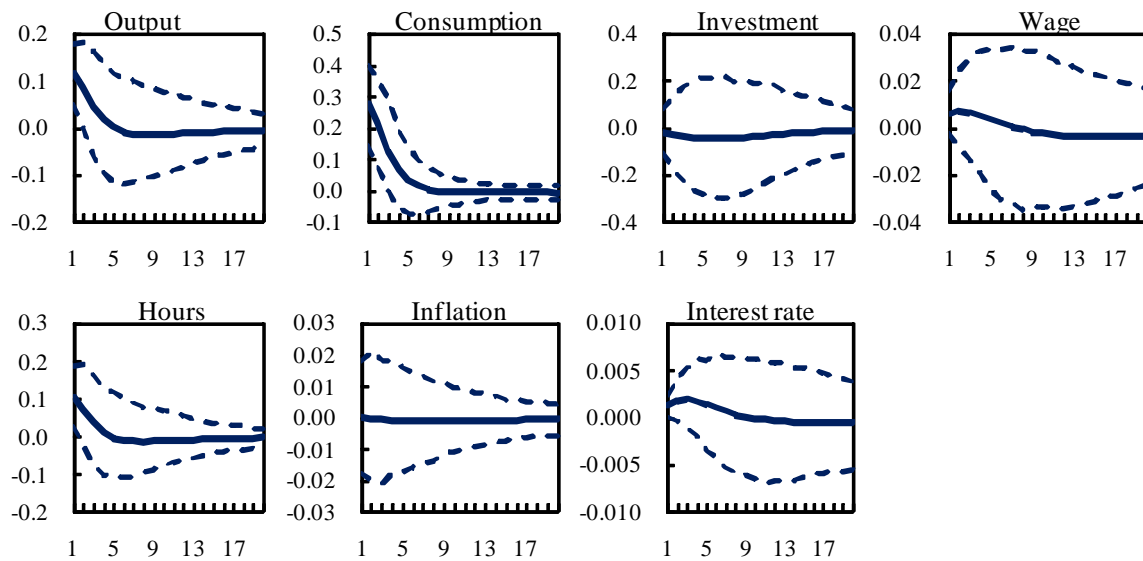 Output
0.2
0.1
0.0
-0.1
-0.2
1 5 9 13 17
Consumption
0.5
0.4
0.3
0.2
0.1
0.0
-0.1
1 5 9 13 17
Investment
0.4
0.2
0.0
-0.2
-0.4
1 5 9 13 17
Wage
0.04
0.02
0.00
-0.02
-0.04
1 5 9 13 17
Hours
0.3
0.2
0.1
0.0
-0.1
-0.2
1 5 9 13 17
Inflation
0.03
0.02
0.01
0.00
-0.01
-0.02
-0.03
1 5 9 13 17
Interest rate
0.010
0.005
0.000
-0.005
-0.010
1 5 9 13 17